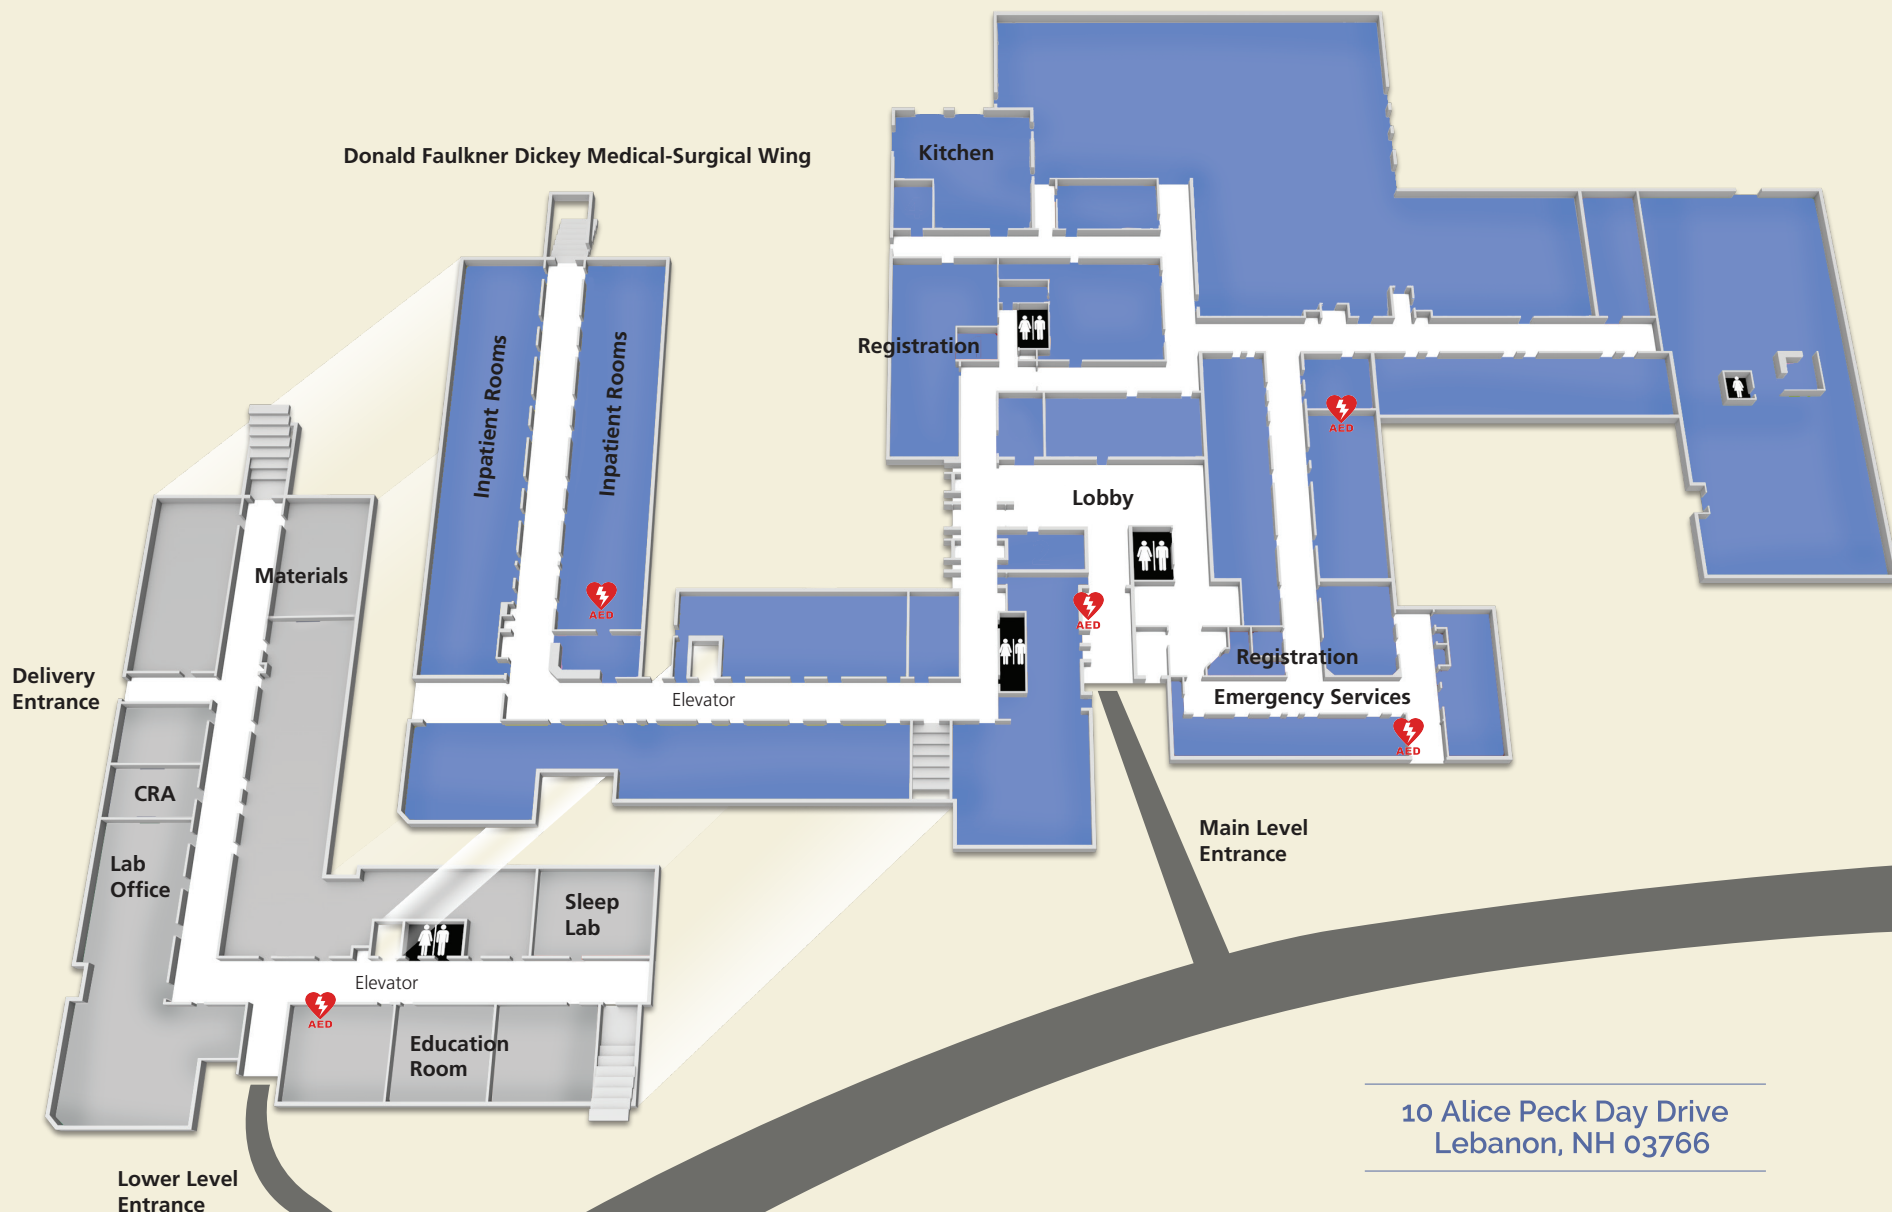 Donald Faulkner Dickey Medical-Surgical Wing
Kitchen
Registration
Inpatient Rooms
Inpatient Rooms
Lobby
AED
Materials
AED
AED
Delivery
Entrance
Registration
Elevator
Emergency Services
AED
CRA
Main Level
Entrance
Lab
Office
Sleep
Lab
Elevator
AED
Education
Room
10 Alice Peck Day Drive
Lebanon, NH 03766
Lower Level
Entrance